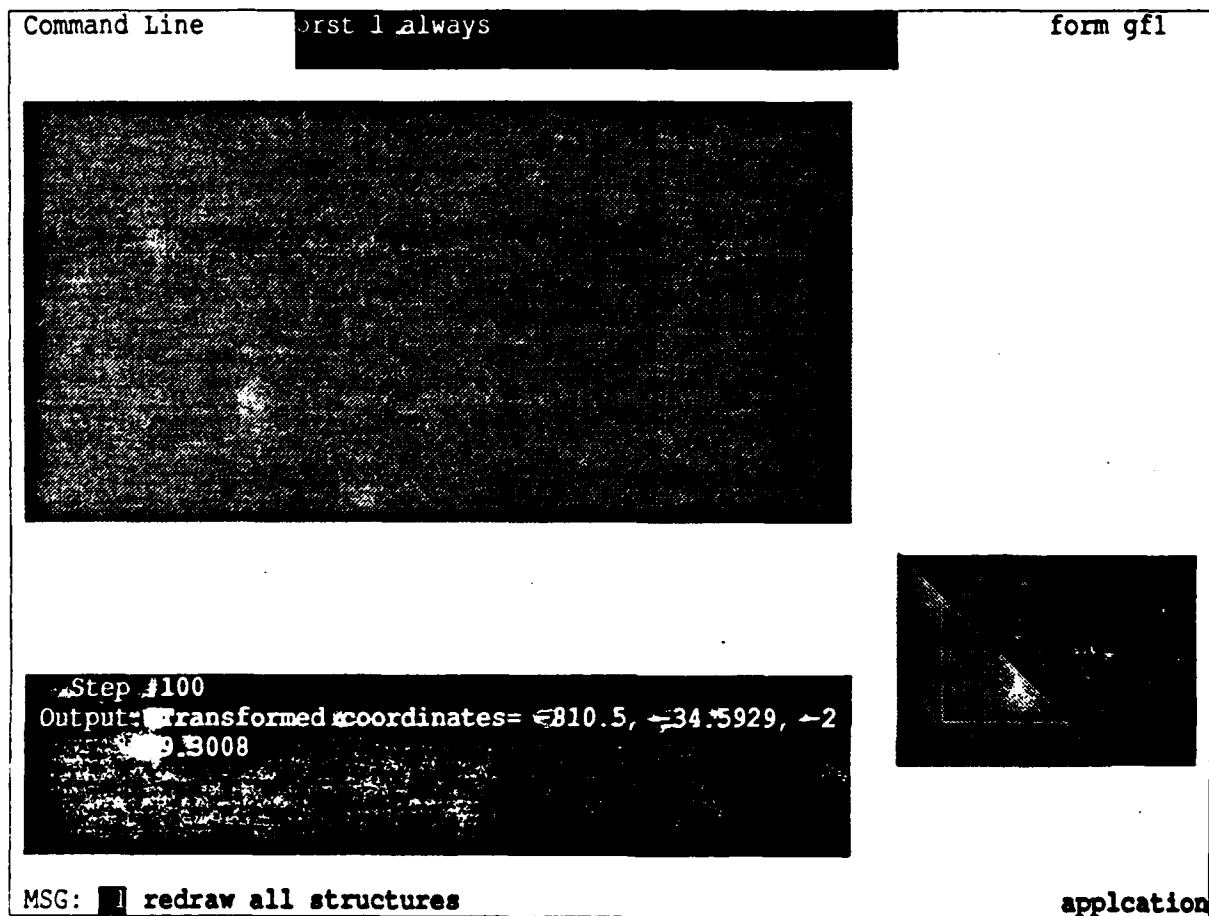 Command Line
orst 1 always
form gf1
Step #100
Output: Transformed coordinates= -810.5, -34.5929, -2
9.3008
MSG: redraw all structures
applcation